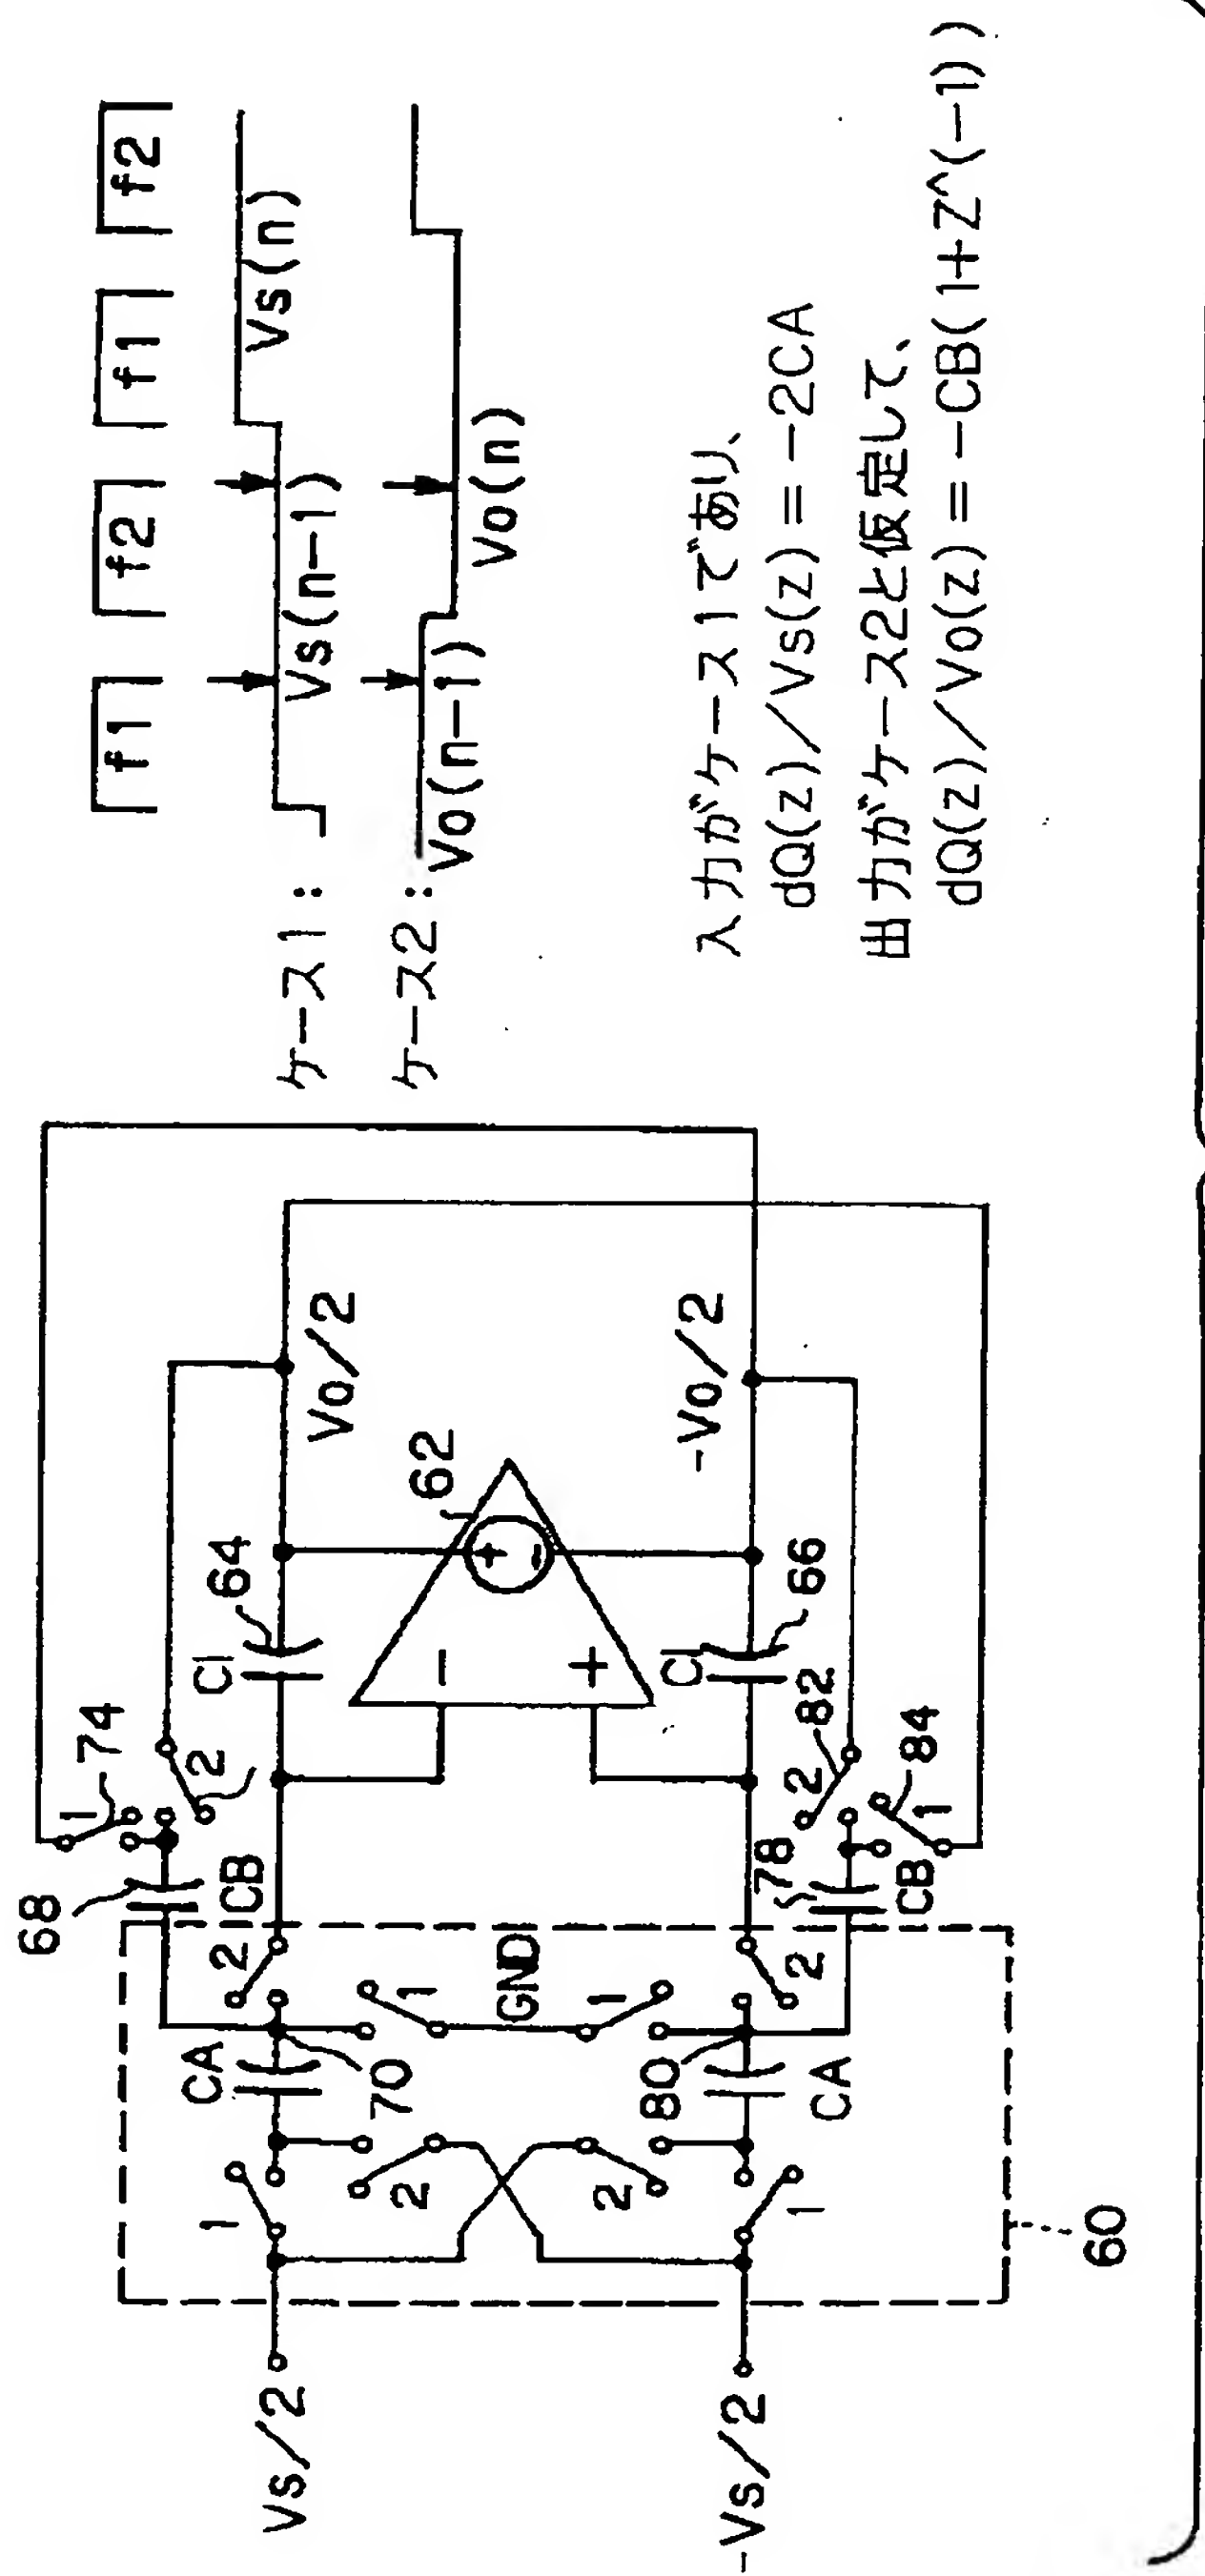 f1
f2
f1
f2
ケース1:
Vs(n-1)
Vs(n)
ケース2:
Vo(n-1)
Vo(n)
入力がケース1であり、
dQ(z)/Vs(z) = -2CA
出力がケース2と仮定して、
dQ(z)/Vo(z) = -CB(1+Z^(-1))
68
1
74
CB
2
CI
64
Vo/2
62
Vs/2
1
CA
2
70
1
2
GND
-
+
+
-
2
1
80
-Vs/2
1
CA
2
78
CB
2
82
1
84
CI
66
-Vo/2
60